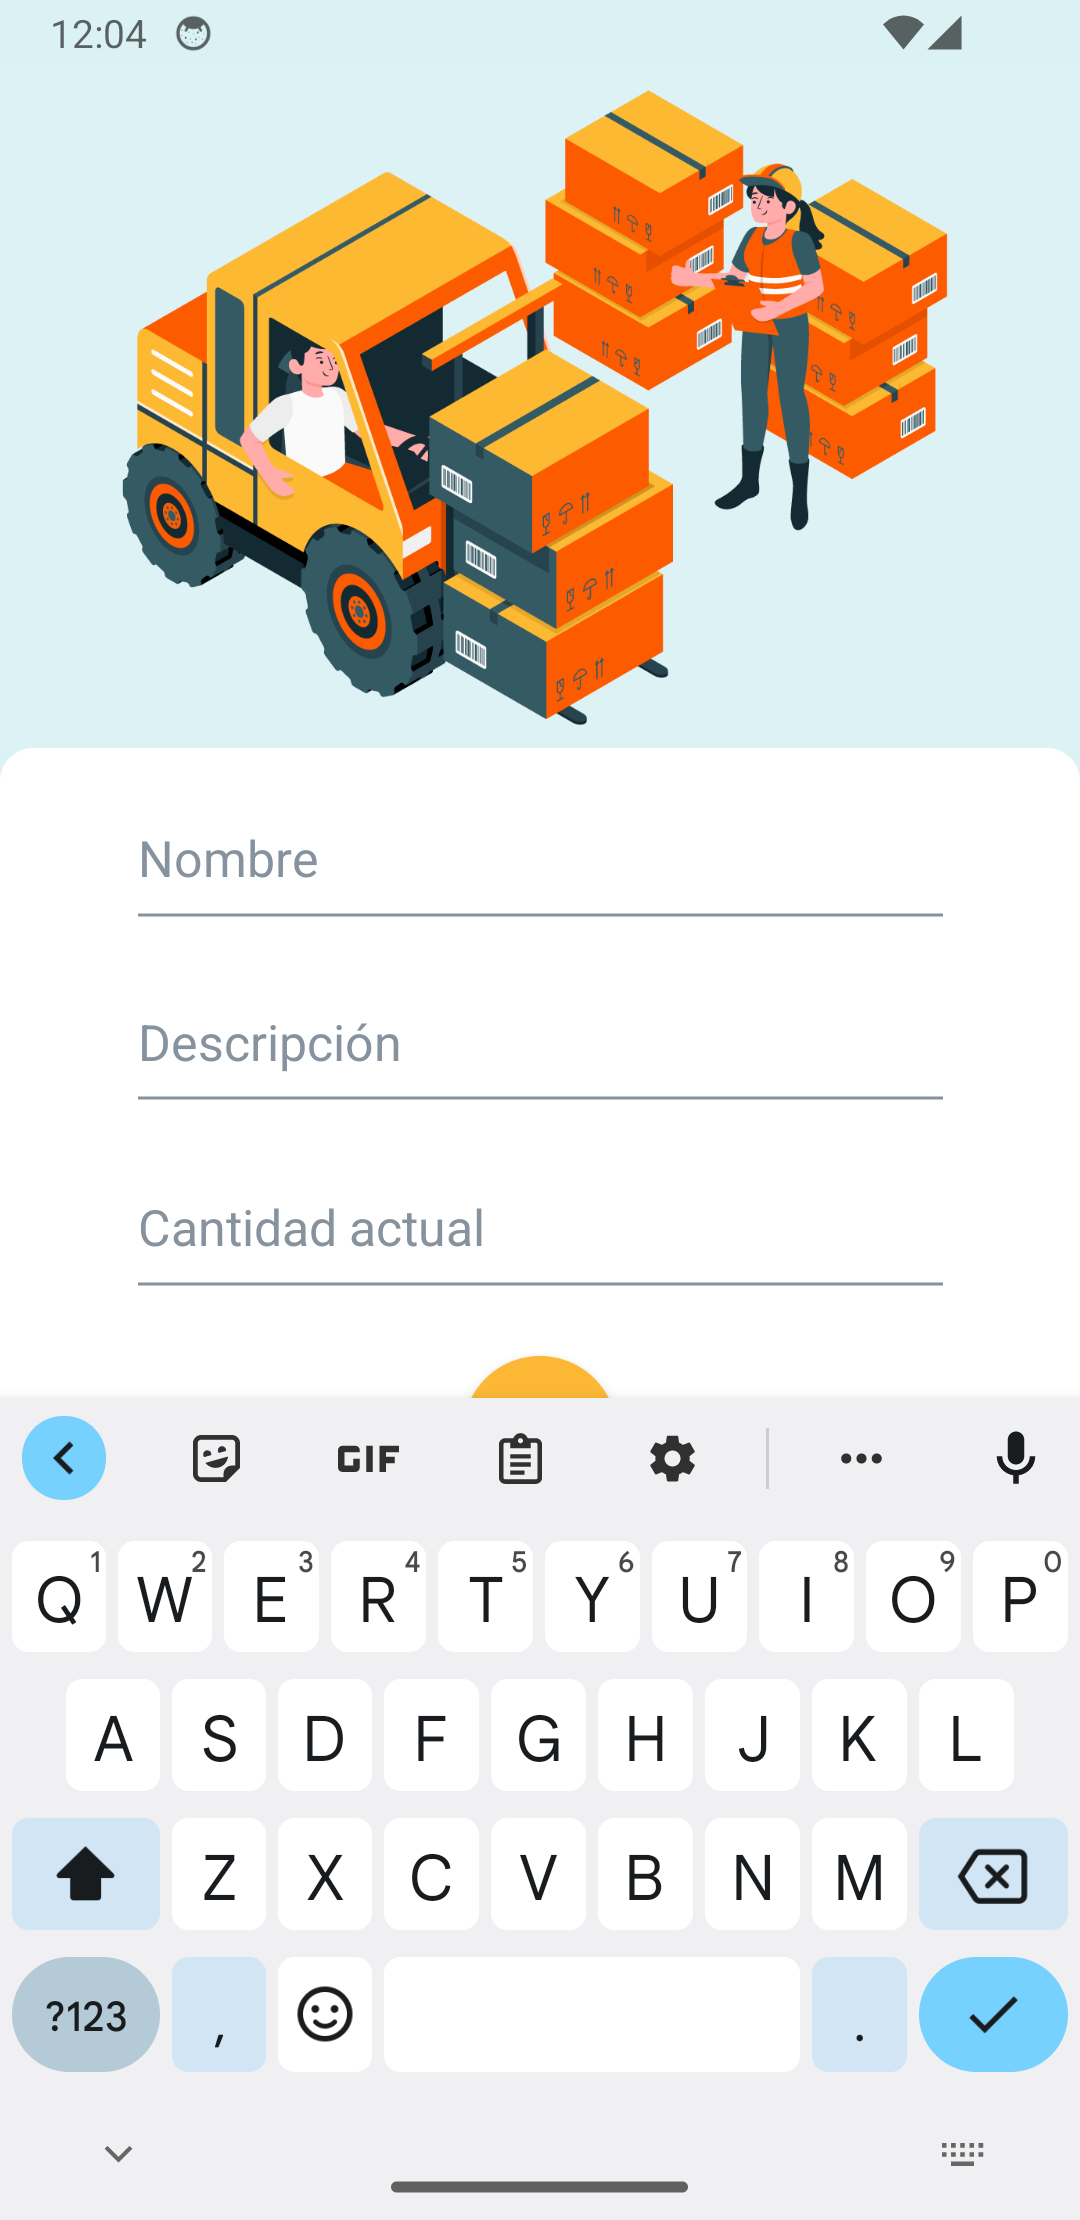 12:04
Nombre
Descripción
Cantidad actual
GIF
Q 1 W 2 E 3 R 4 T 5 Y 6 U 7 I 8 O 9 P 0
A S D F G H J K L
Z X C V B N M
?123 , .